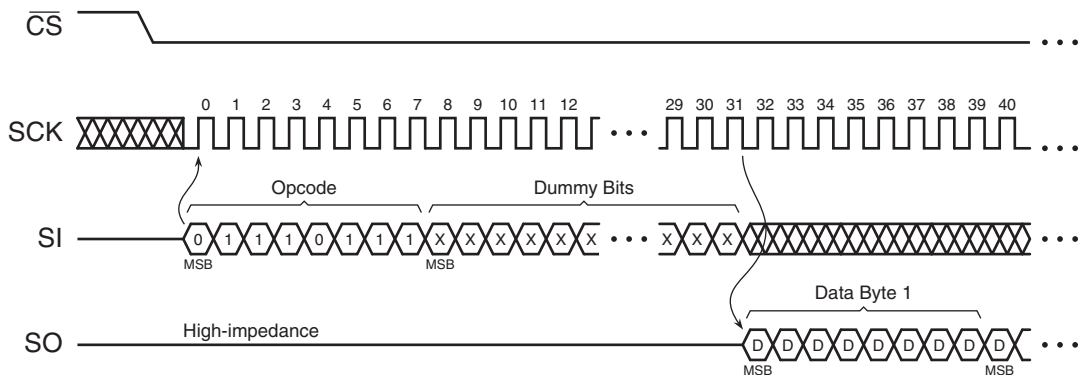 CS
0 1 2 3 4 5 6 7 8 9 10 11 12 29 30 31 32 33 34 35 36 37 38 39 40
SCK
Opcode Dummy Bits
SI 0 1 1 1 0 1 1 1 X X X X X X X X X
MSB MSB
Data Byte 1
High-impedance
SO D D D D D D D D D
MSB MSB